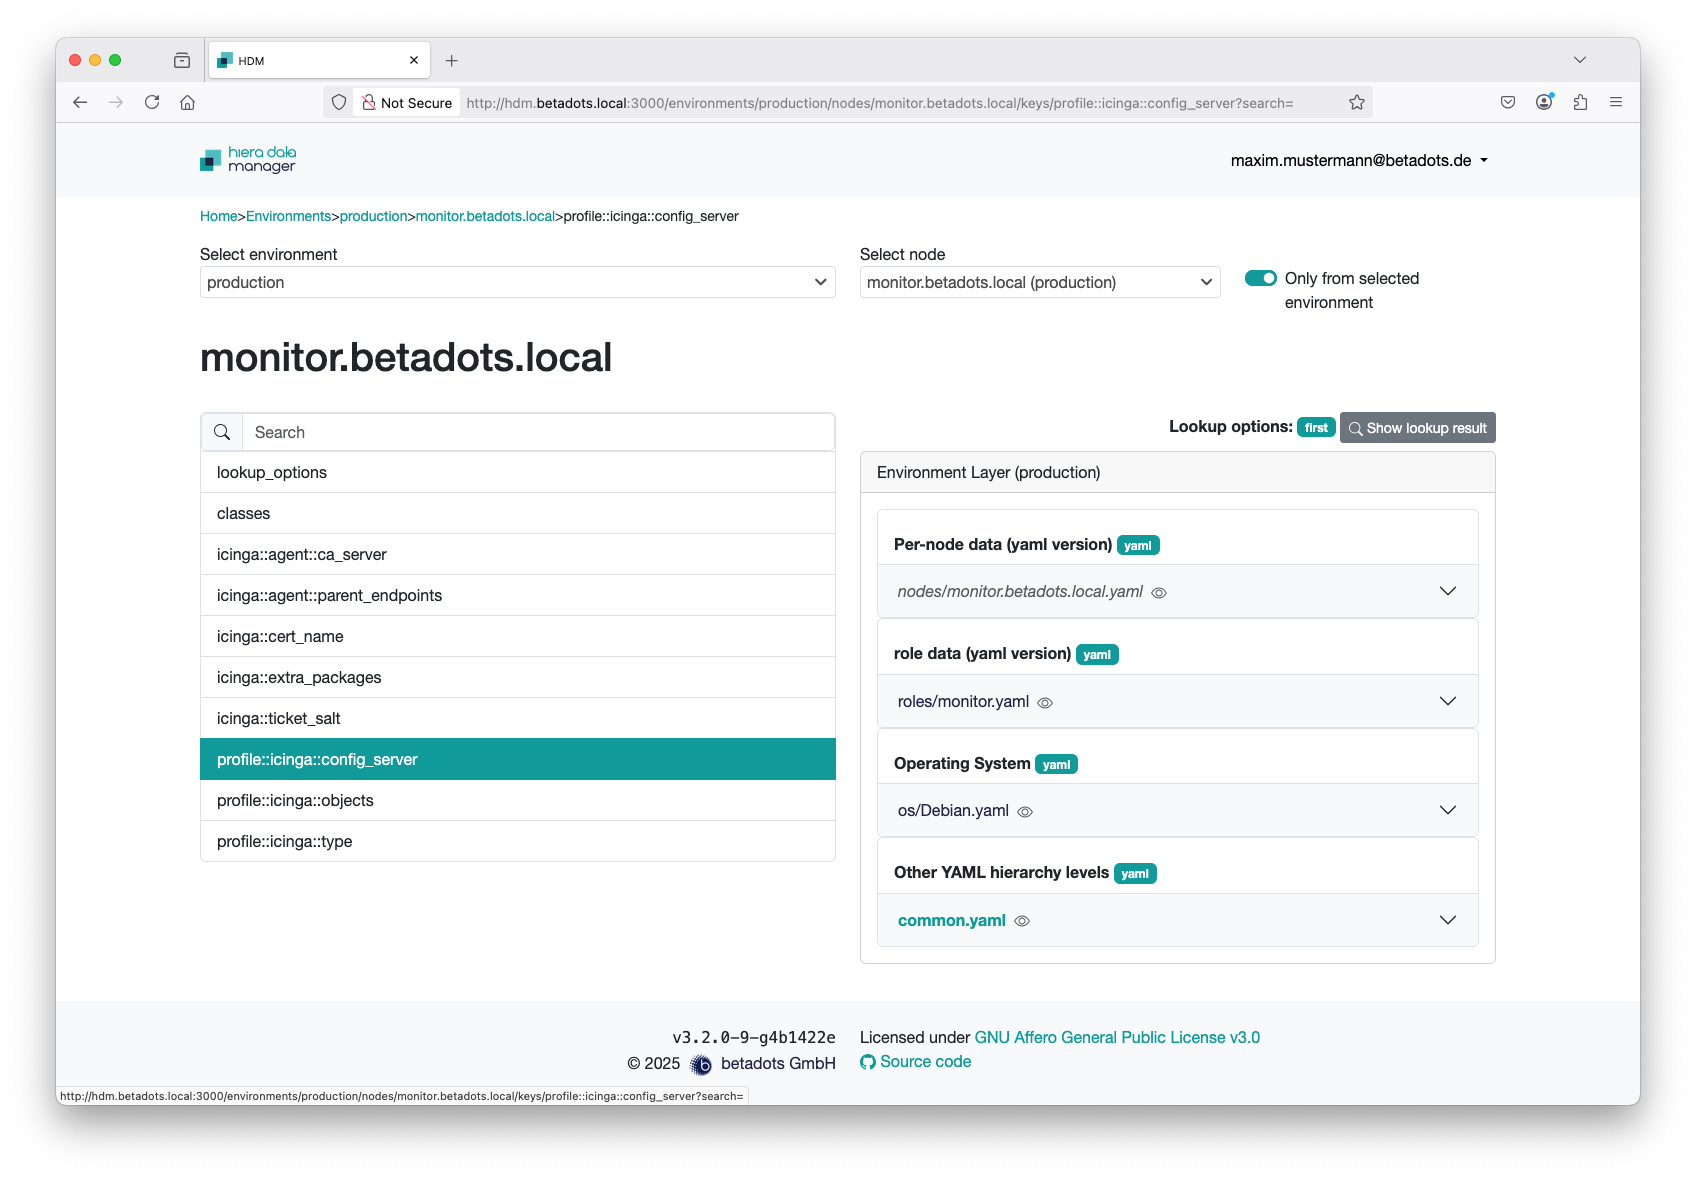 HDM
Not Secure http://hdm.betadots.local:3000/environments/production/nodes/monitor.betadots.local/keys/profile::icinga::config_server?search=
hiera data
manager
maxim.mustermann@betadots.de
Home>Environments>production>monitor.betadots.local>profile::icinga::config_server
Select environment
production
Select node
monitor.betadots.local (production)
Only from selected
environment
monitor.betadots.local
Search
lookup_options
classes
icinga::agent::ca_server
icinga::agent::parent_endpoints
icinga::cert_name
icinga::extra_packages
icinga::ticket_salt
profile::icinga::config_server
profile::icinga::objects
profile::icinga::type
Lookup options: first Show lookup result
Environment Layer (production)
Per-node data (yaml version) yaml
nodes/monitor.betadots.local.yaml
role data (yaml version) yaml
roles/monitor.yaml
Operating System yaml
os/Debian.yaml
Other YAML hierarchy levels yaml
common.yaml
v3.2.0-9-g4b1422e
© 2025 b betadots GmbH
Licensed under GNU Affero General Public License v3.0
Source code
http://hdm.betadots.local:3000/environments/production/nodes/monitor.betadots.local/keys/profile::icinga::config_server?search=